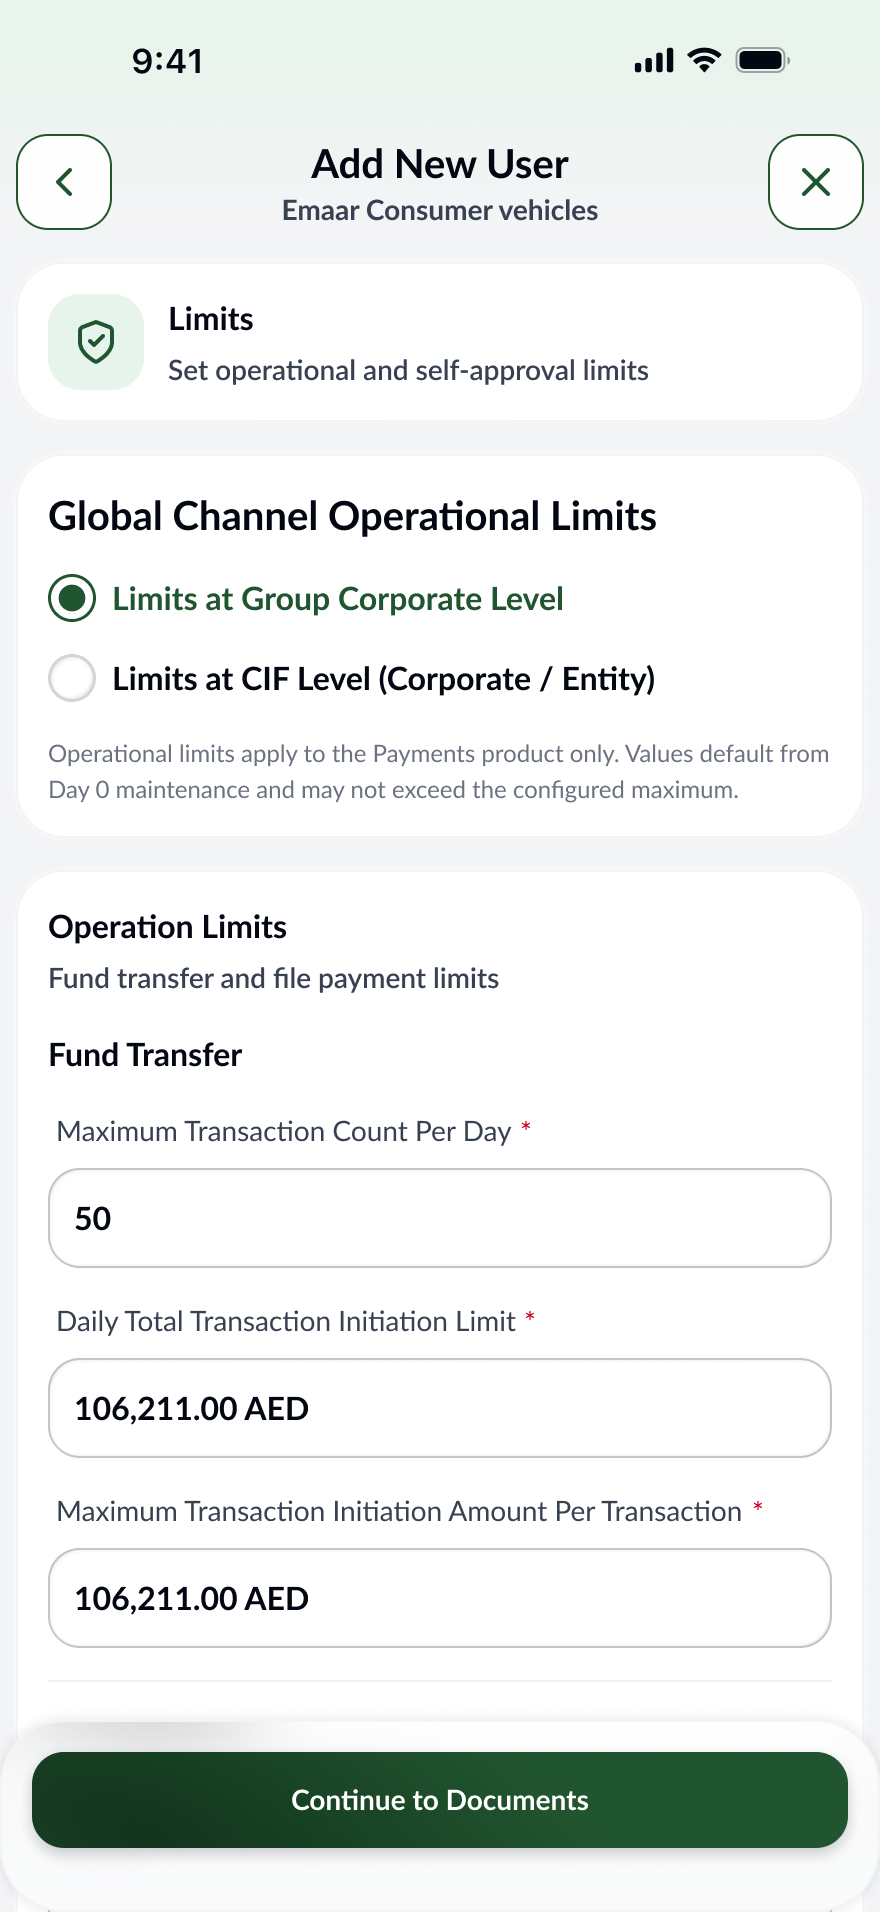 9:41
Add New User
Emaar Consumer vehicles
Limits
Set operational and self-approval limits
Global Channel Operational Limits
Limits at Group Corporate Level
Limits at CIF Level (Corporate / Entity)
Operational limits apply to the Payments product only. Values default from
Day 0 maintenance and may not exceed the configured maximum.
Operation Limits
Fund transfer and file payment limits
Fund Transfer
Maximum Transaction Count Per Day *
50
Daily Total Transaction Initiation Limit *
106,211.00 AED
Maximum Transaction Initiation Amount Per Transaction *
106,211.00 AED
Continue to Documents